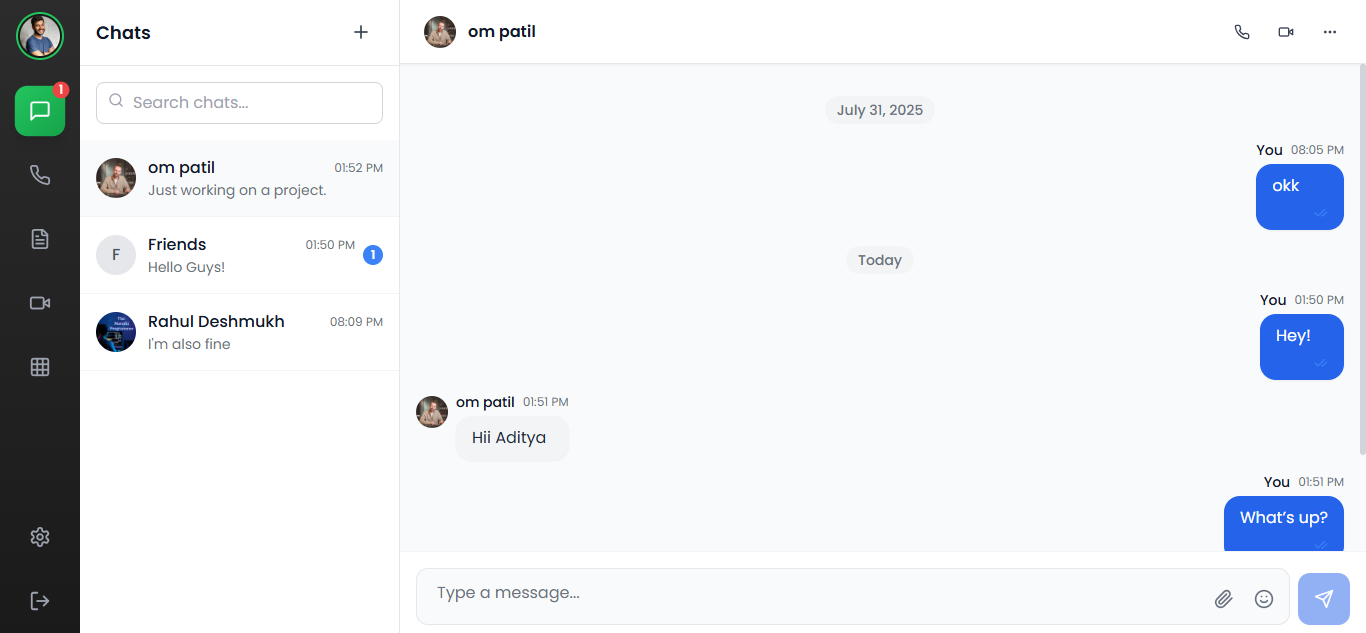 1
Chats
Search chats...
om patil 01:52 PM
Just working on a project.
F
Friends 01:50 PM
Hello Guys!
1
Rahul Deshmukh 08:09 PM
I'm also fine
om patil
July 31, 2025
You 08:05 PM
okk
Today
You 01:50 PM
Hey!
om patil 01:51 PM
Hii Aditya
You 01:51 PM
What's up?
Type a message...